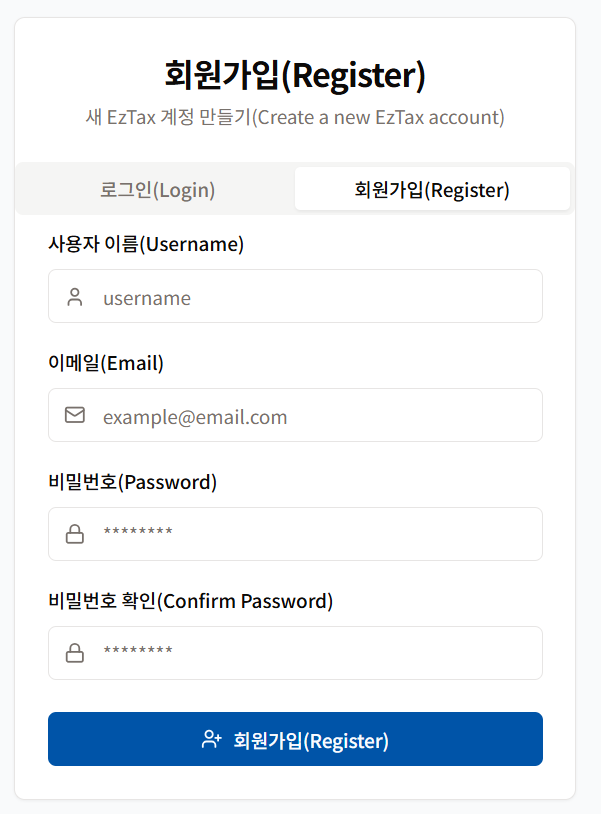 회원가입(Register)
새 EzTax 계정 만들기(Create a new EzTax account)
로그인(Login)
회원가입(Register)
사용자 이름(Username)
username
이메일(Email)
example@email.com
비밀번호(Password)
********
비밀번호 확인(Confirm Password)
********
회원가입(Register)